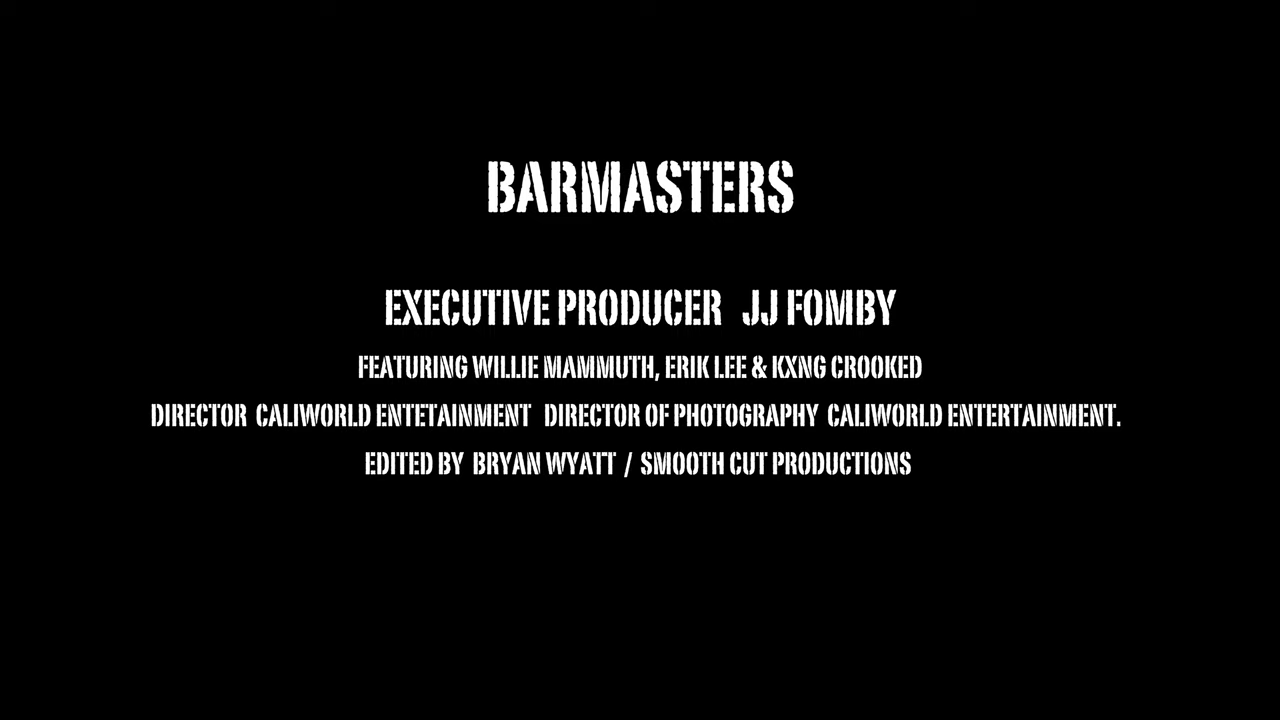 BARMASTERS
EXECUTIVE PRODUCER JJ FOMBY
FEATURING WILLIE MAMMUTH, ERIK LEE & KXNG CROOKED
DIRECTOR CALIWORLD ENTETAINMENT DIRECTOR OF PHOTOGRAPHY CALIWORLD ENTERTAINMENT.
EDITED BY BRYAN WYATT / SMOOTH CUT PRODUCTIONS